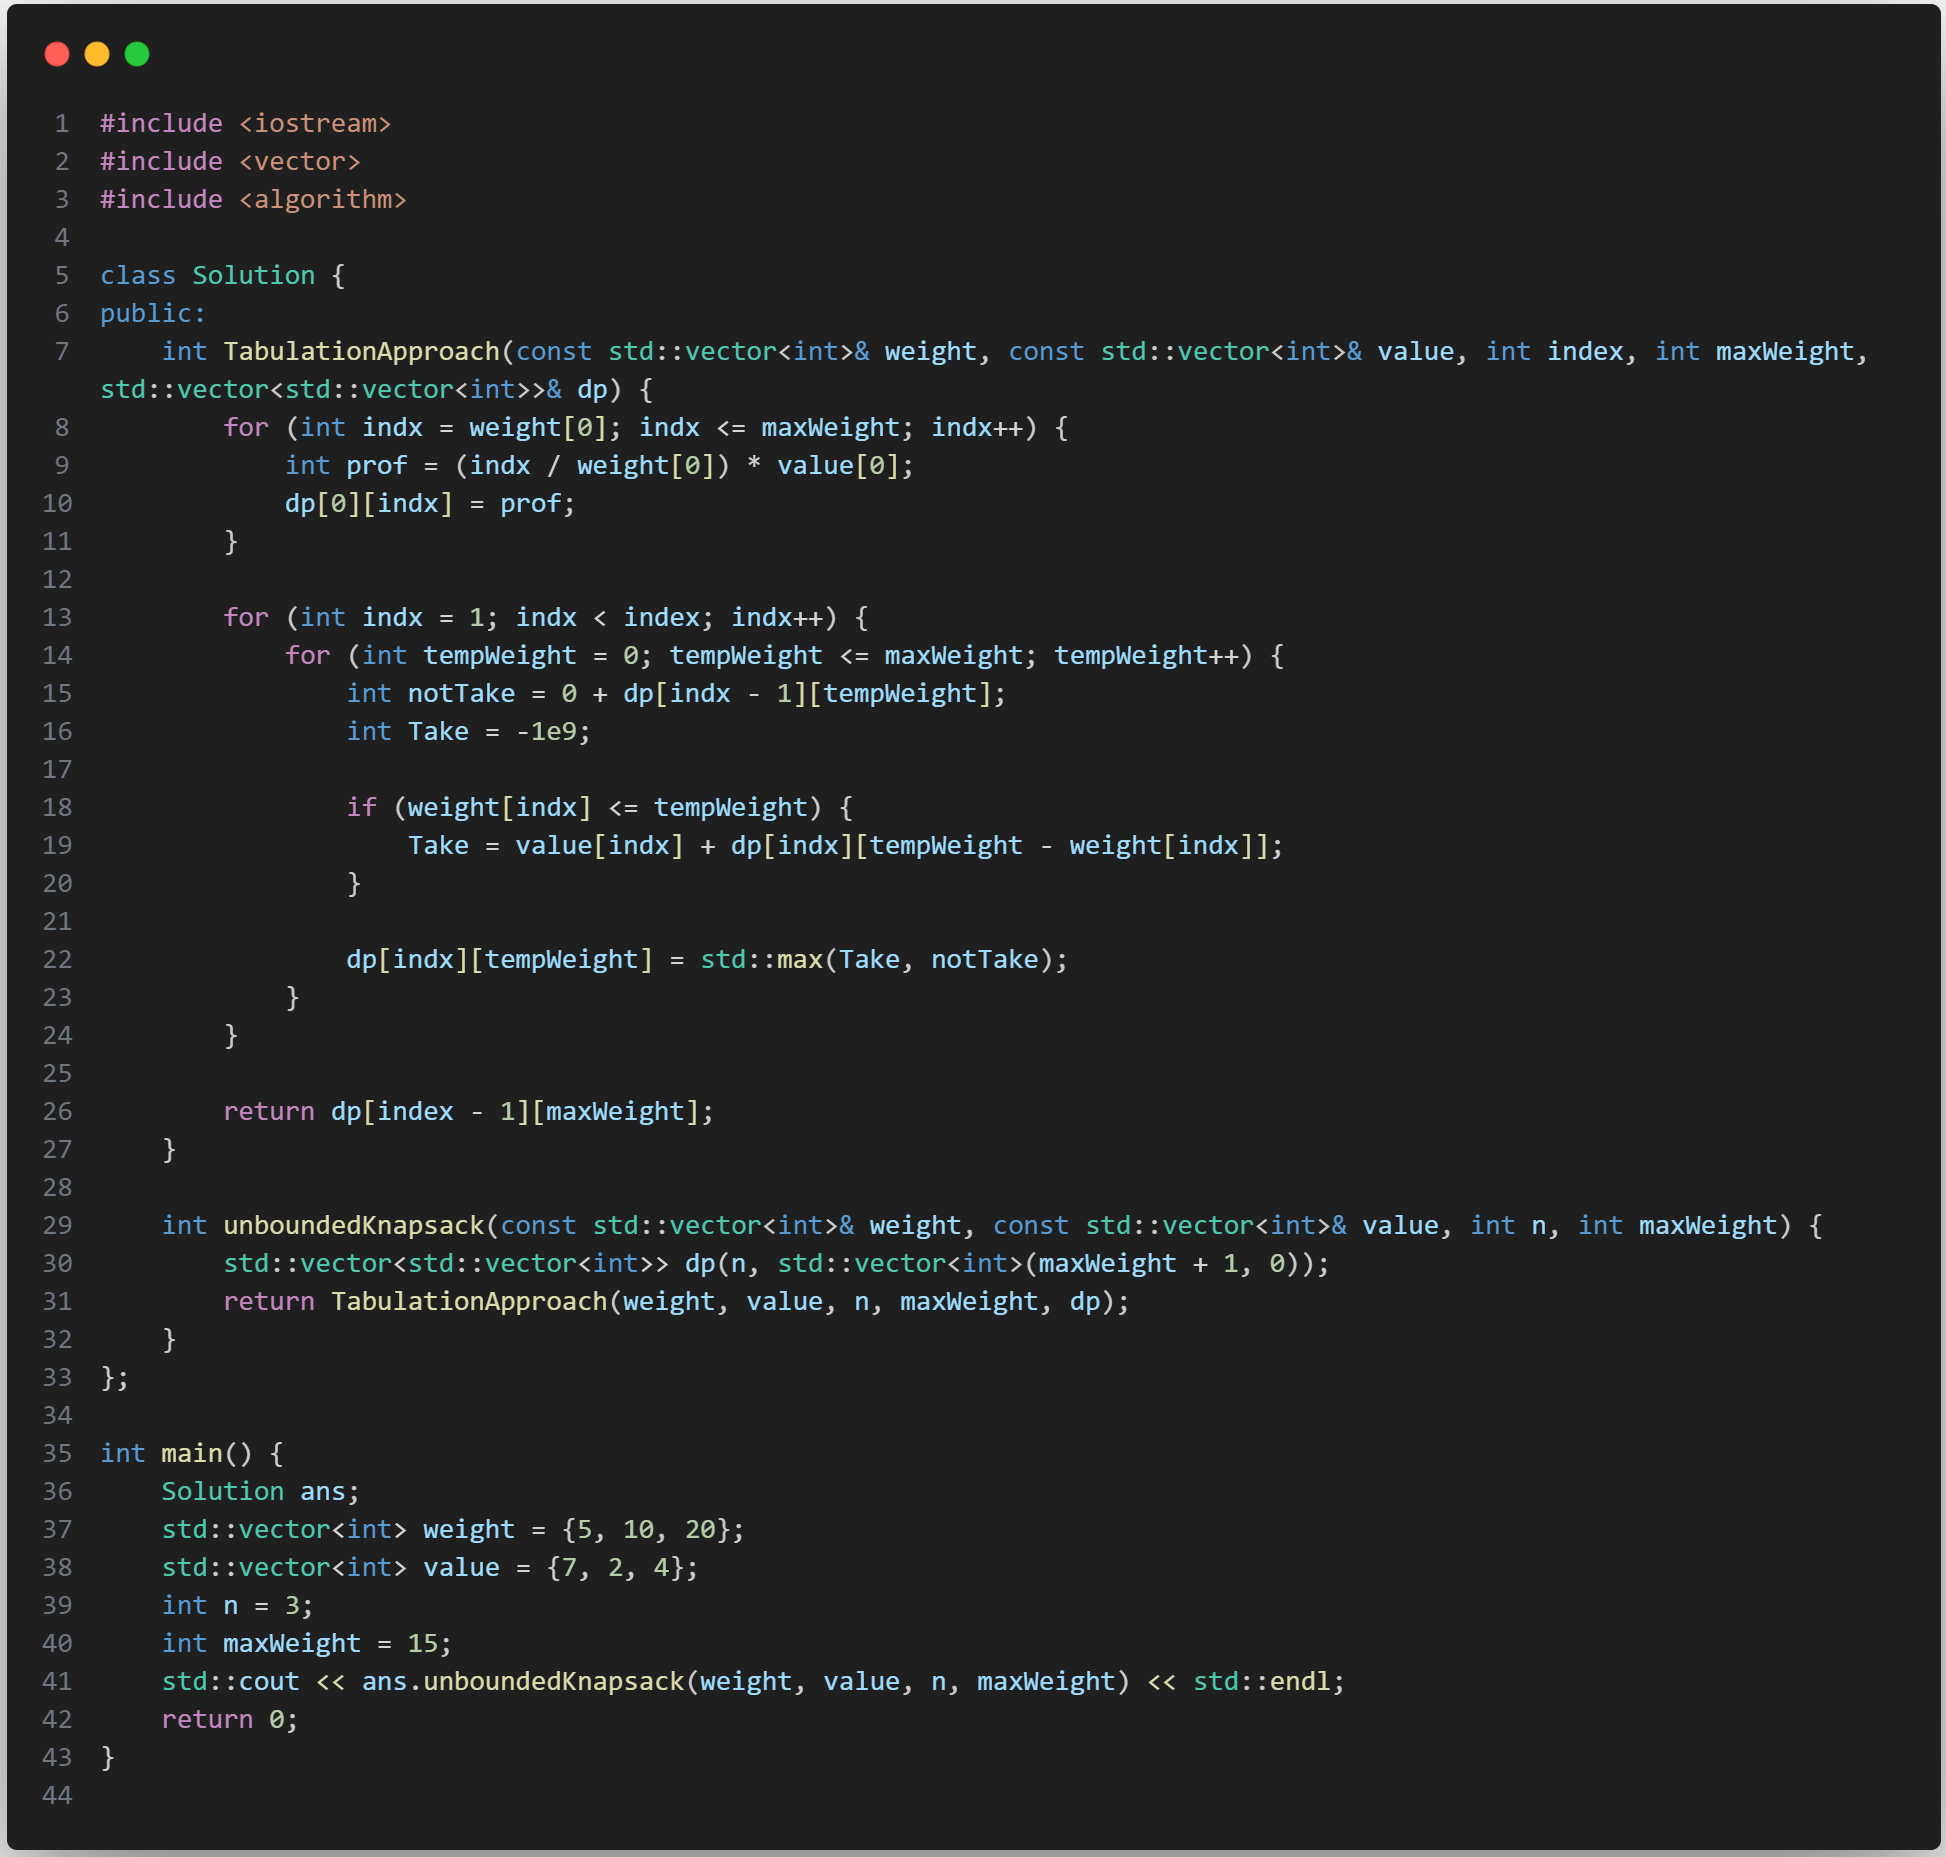 1 #include <iostream>
2 #include <vector>
3 #include <algorithm>
4
5 class Solution {
6 public:
7     int TabulationApproach(const std::vector<int>& weight, const std::vector<int>& value, int index, int maxWeight,
std::vector<std::vector<int>>& dp) {
8         for (int indx = weight[0]; indx <= maxWeight; indx++) {
9             int prof = (indx / weight[0]) * value[0];
10             dp[0][indx] = prof;
11         }
12
13         for (int indx = 1; indx < index; indx++) {
14             for (int tempWeight = 0; tempWeight <= maxWeight; tempWeight++) {
15                 int notTake = 0 + dp[indx - 1][tempWeight];
16                 int Take = -1e9;
17
18                 if (weight[indx] <= tempWeight) {
19                     Take = value[indx] + dp[indx][tempWeight - weight[indx]];
20                 }
21
22                 dp[indx][tempWeight] = std::max(Take, notTake);
23             }
24         }
25
26         return dp[index - 1][maxWeight];
27     }
28
29     int unboundedKnapsack(const std::vector<int>& weight, const std::vector<int>& value, int n, int maxWeight) {
30         std::vector<std::vector<int>> dp(n, std::vector<int>(maxWeight + 1, 0));
31         return TabulationApproach(weight, value, n, maxWeight, dp);
32     }
33 };
34
35 int main() {
36     Solution ans;
37     std::vector<int> weight = {5, 10, 20};
38     std::vector<int> value = {7, 2, 4};
39     int n = 3;
40     int maxWeight = 15;
41     std::cout << ans.unboundedKnapsack(weight, value, n, maxWeight) << std::endl;
42     return 0;
43 }
44